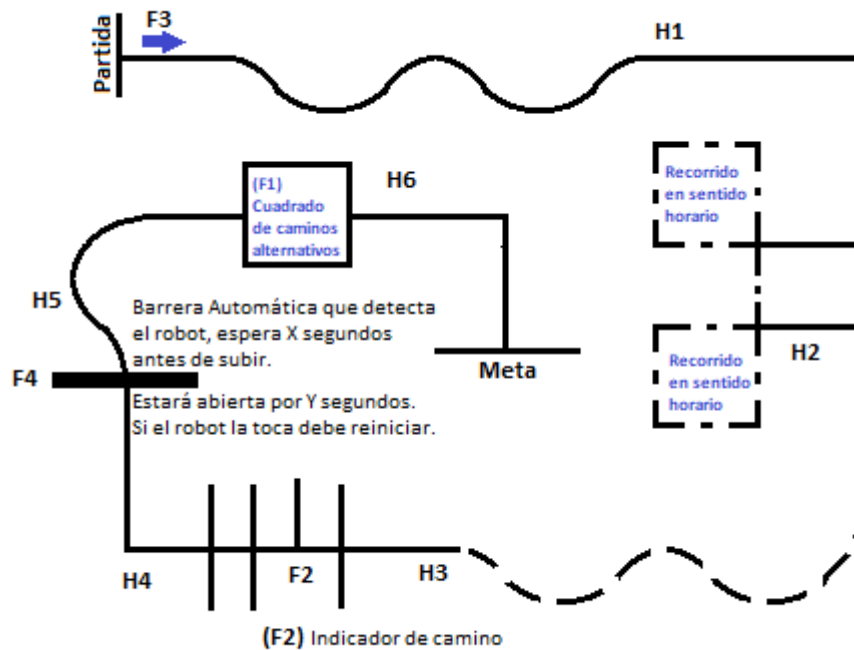 Partida
F3
H1
(F1)
Cuadrado
de caminos
alternativos
H6
Recorrido
en sentido
horario
H5
Barrera Automática que detecta
el robot, espera X segundos
antes de subir.
Meta
Recorrido
en sentido
horario
H2
F4
Estará abierta por Y segundos.
Si el robot la toca debe reiniciar.
H4
F2
H3
(F2) Indicador de camino